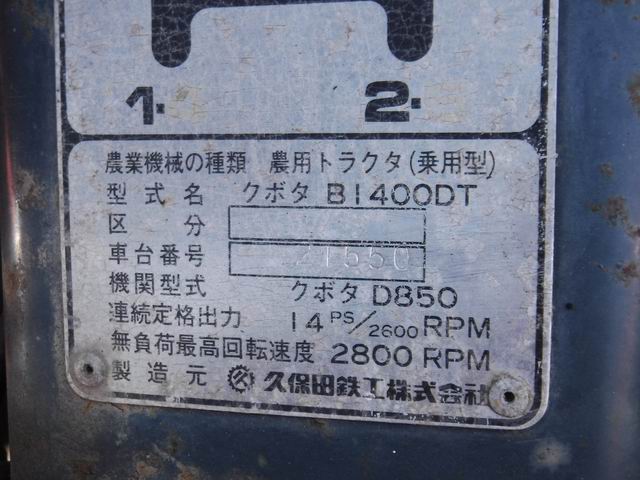 1・ 2・
農業機械の種類 農用トラクタ(乗用型)
型式名 クボタ B1400DT
区分
車台番号 21550
機関型式 クボタ D850
連続定格出力 14PS/2600RPM
無負荷最高回転速度 2800RPM
製造元 久保田鉄工株式会社